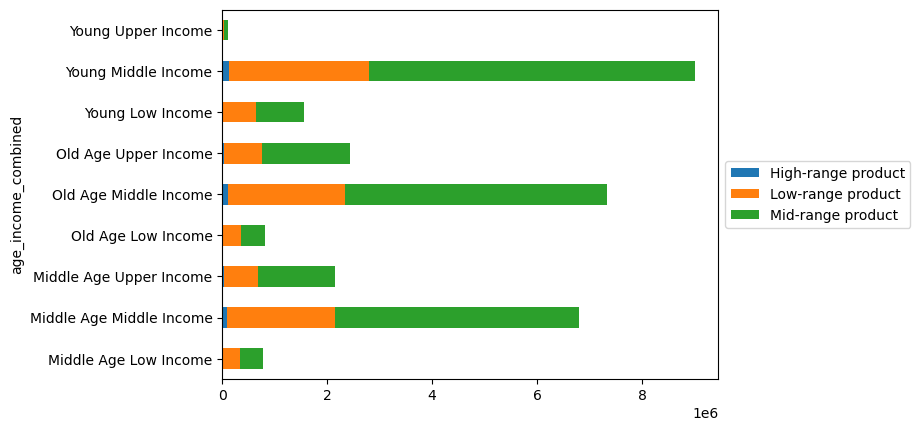 age_income_combined
Young Upper Income
Young Middle Income
Young Low Income
Old Age Upper Income
Old Age Middle Income
Old Age Low Income
Middle Age Upper Income
Middle Age Middle Income
Middle Age Low Income
0 2 4 6 8
1e6
High-range product
Low-range product
Mid-range product